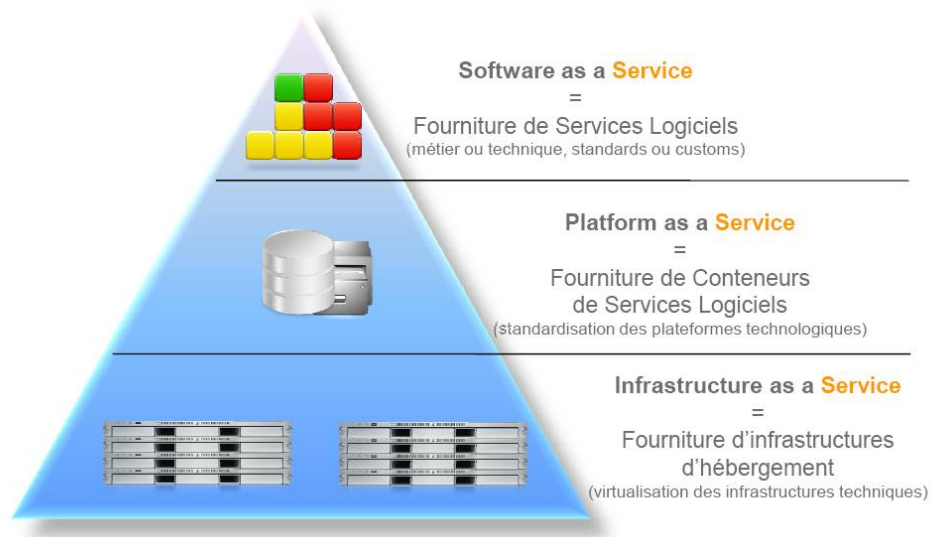 Software as a Service
=
Fourniture de Services Logiciels
(métier ou technique, standards ou customs)
Platform as a Service
=
Fourniture de Conteneurs
de Services Logiciels
(standardisation des plateformes technologiques)
Infrastructure as a Service
=
Fourniture d'infrastructures
d'hébergement
(virtualisation des infrastructures techniques)